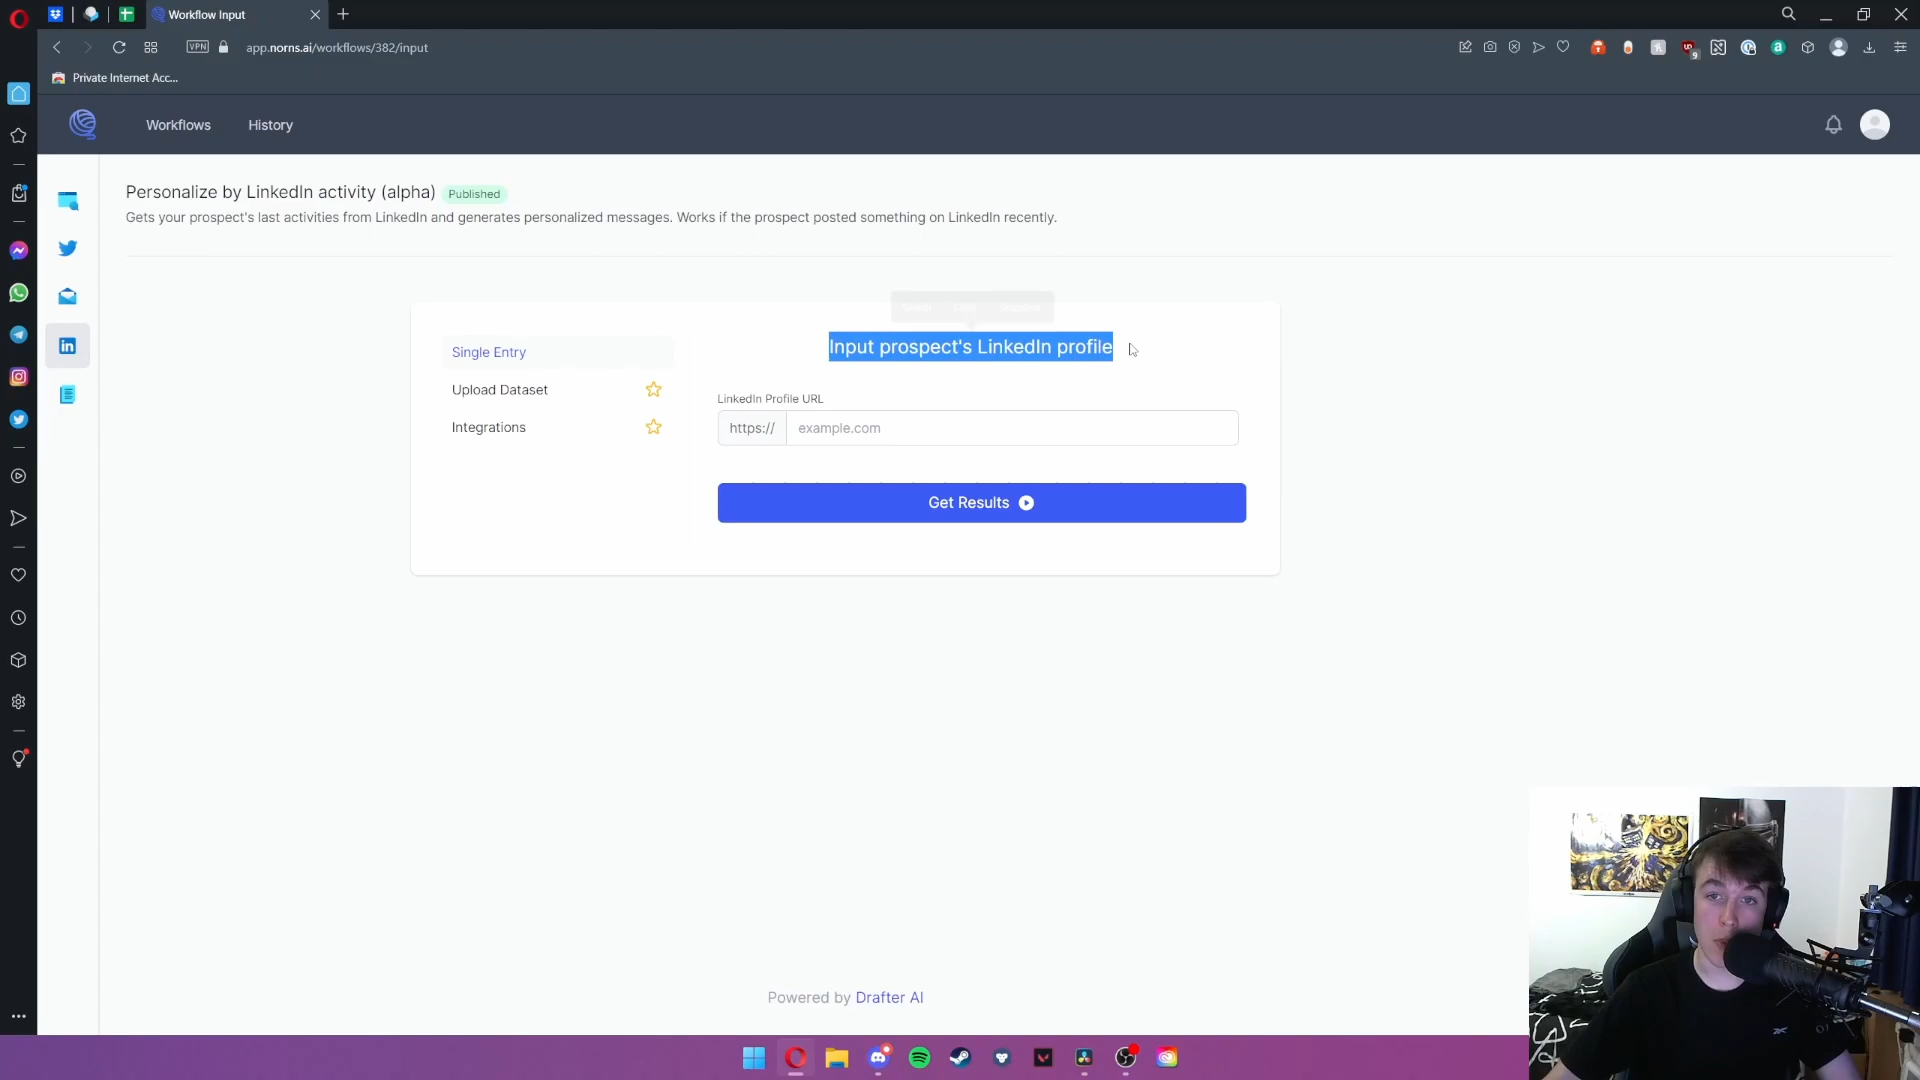 Workflow Input
VPN
app.norns.ai/workflows/382/input
9
Private Internet Acc...
Workflows
History
Personalize by LinkedIn activity (alpha)
Published
Gets your prospect's last activities from LinkedIn and generates personalized messages. Works if the prospect posted something on LinkedIn recently.
Single Entry
Upload Dataset
Integrations
Input prospect's LinkedIn profile
LinkedIn Profile URL
https://
example.com
Get Results
Powered by Drafter AI